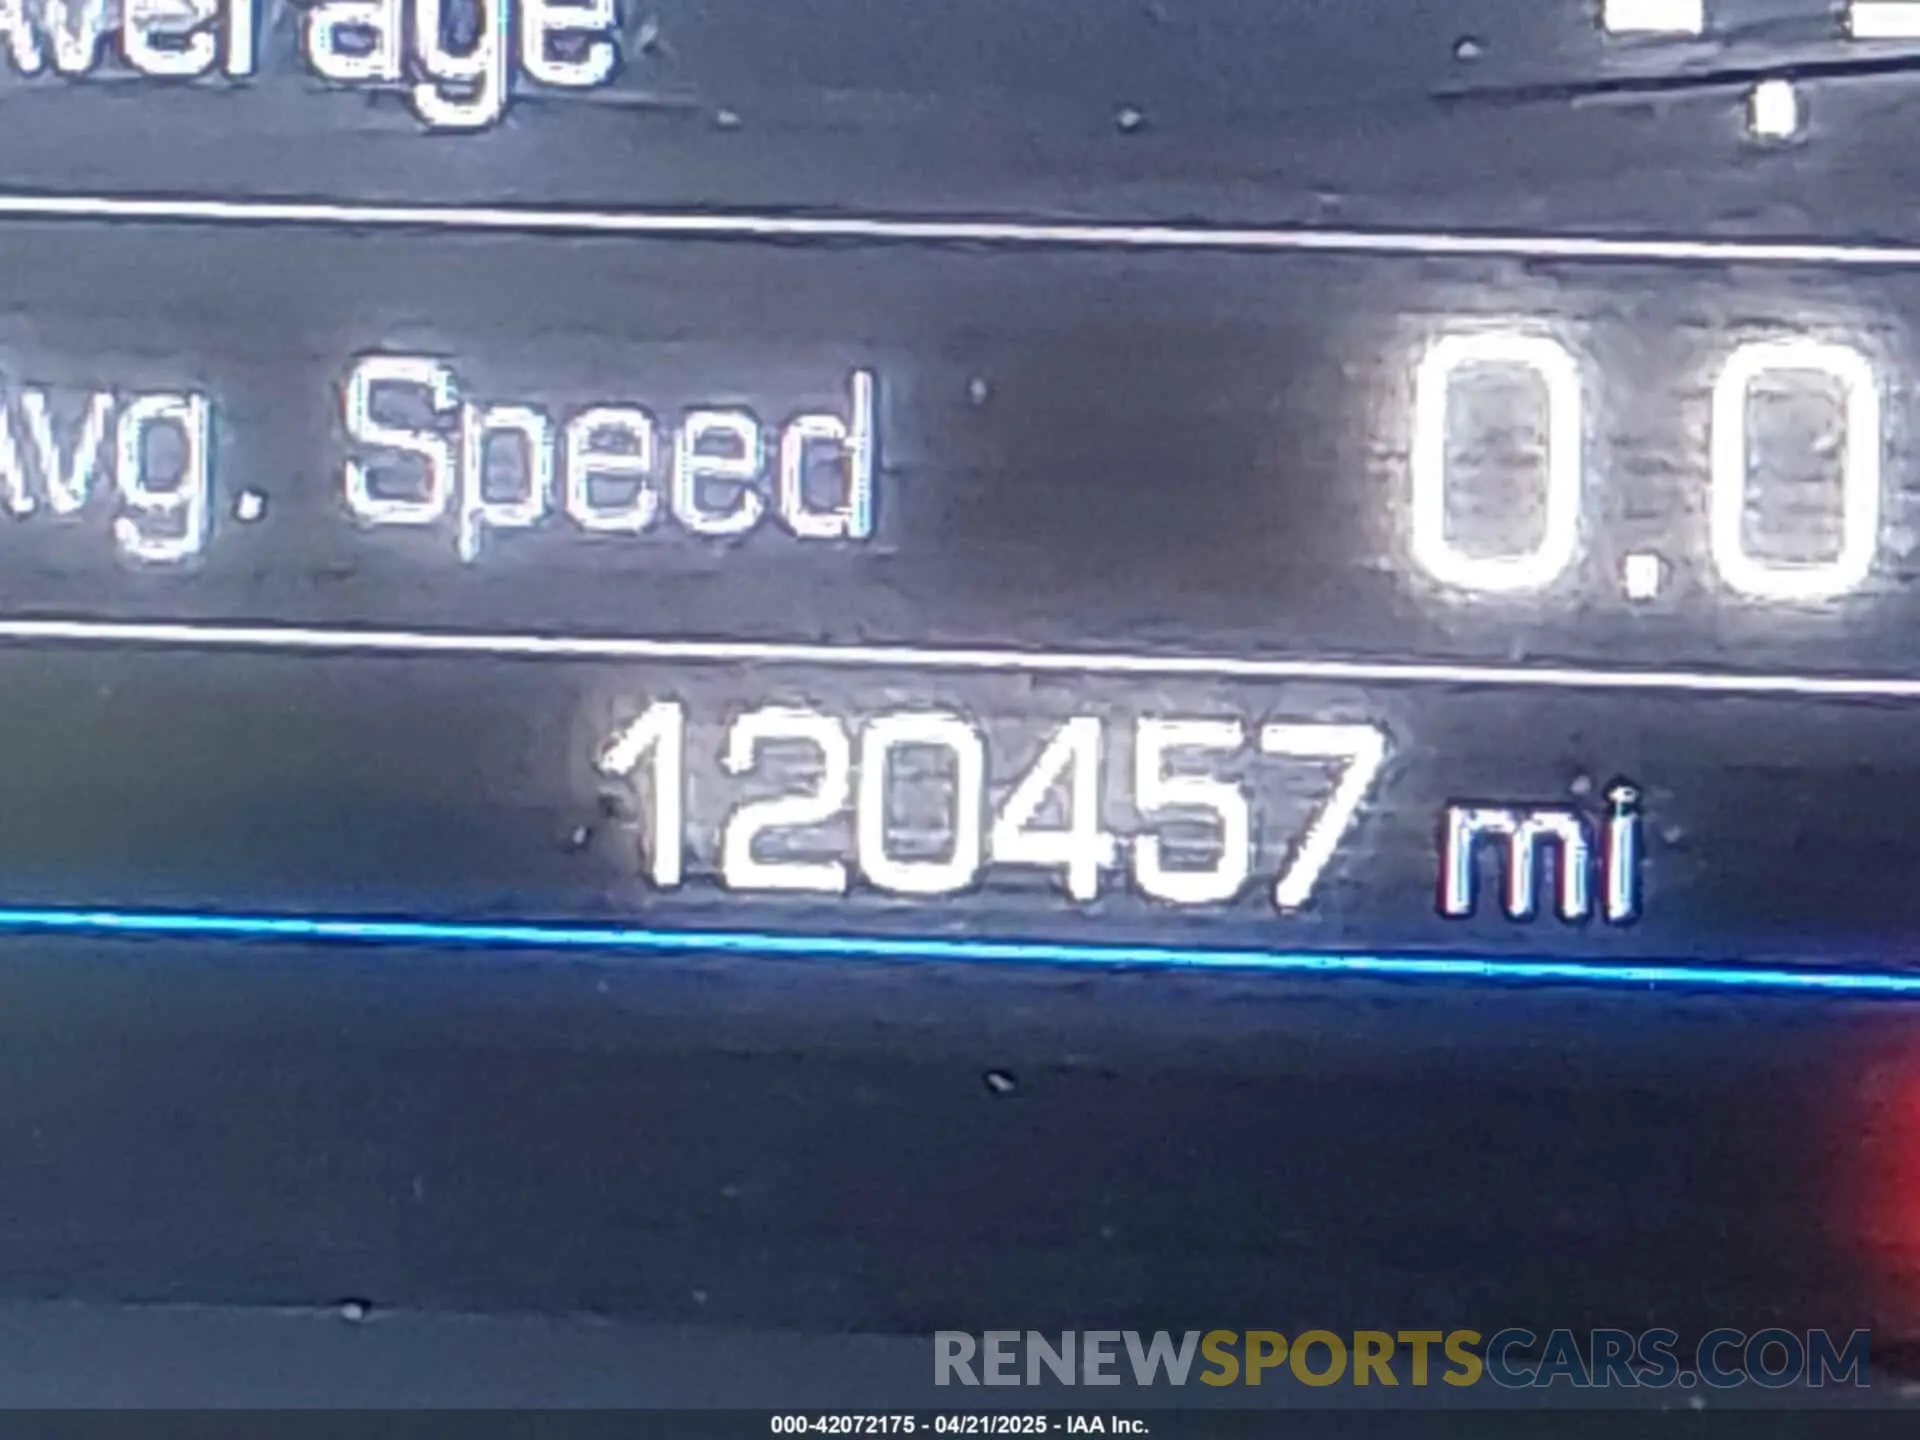 Average --.-
Avg. Speed 0.0
120457 mi
RENEWSPORTSCARS.COM
000-42072175 - 04/21/2025 - IAA Inc.